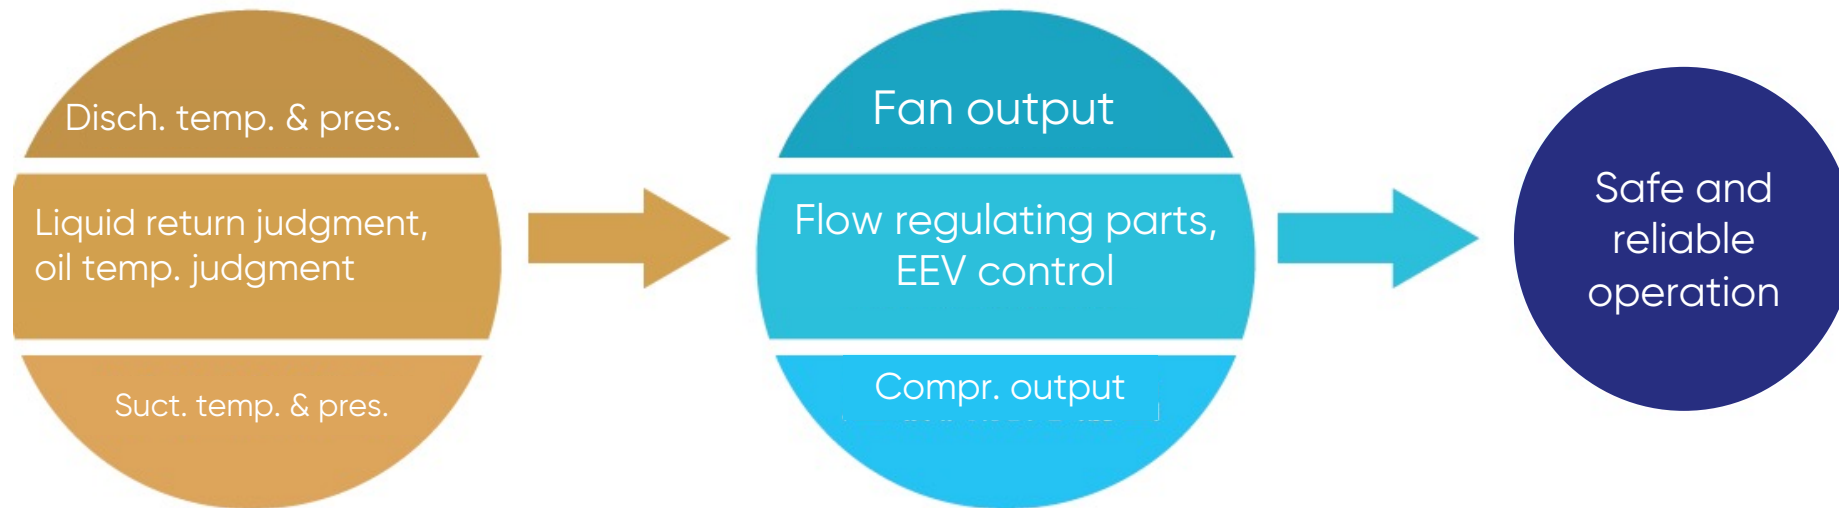 Disch. temp. & pres.
Liquid return judgment,
oil temp. judgment
Suct. temp. & pres.
Fan output
Flow regulating parts,
EEV control
Compr. output
Safe and
reliable
operation